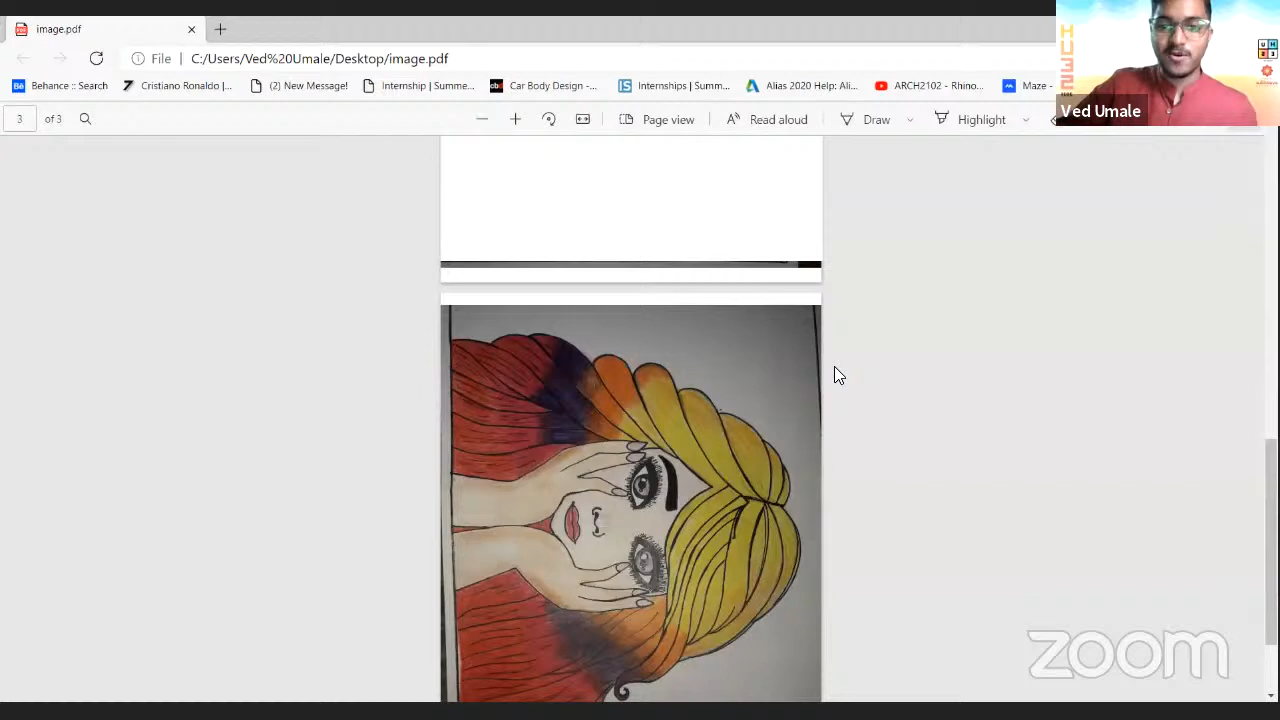 image.pdf
File C:/Users/Ved%20Umale/Desktop/image.pdf
Behance :: Search
Cristiano Ronaldo |...
Gmail Message!
Internship | Summe...
Car Body Design -...
Internships | Summ...
Alias 2020 Help: Ali...
ARCH2102 - Rhino...
Maze -
3 of 3
Page view
Read aloud
Draw
Highlight
Ved Umale
zoom